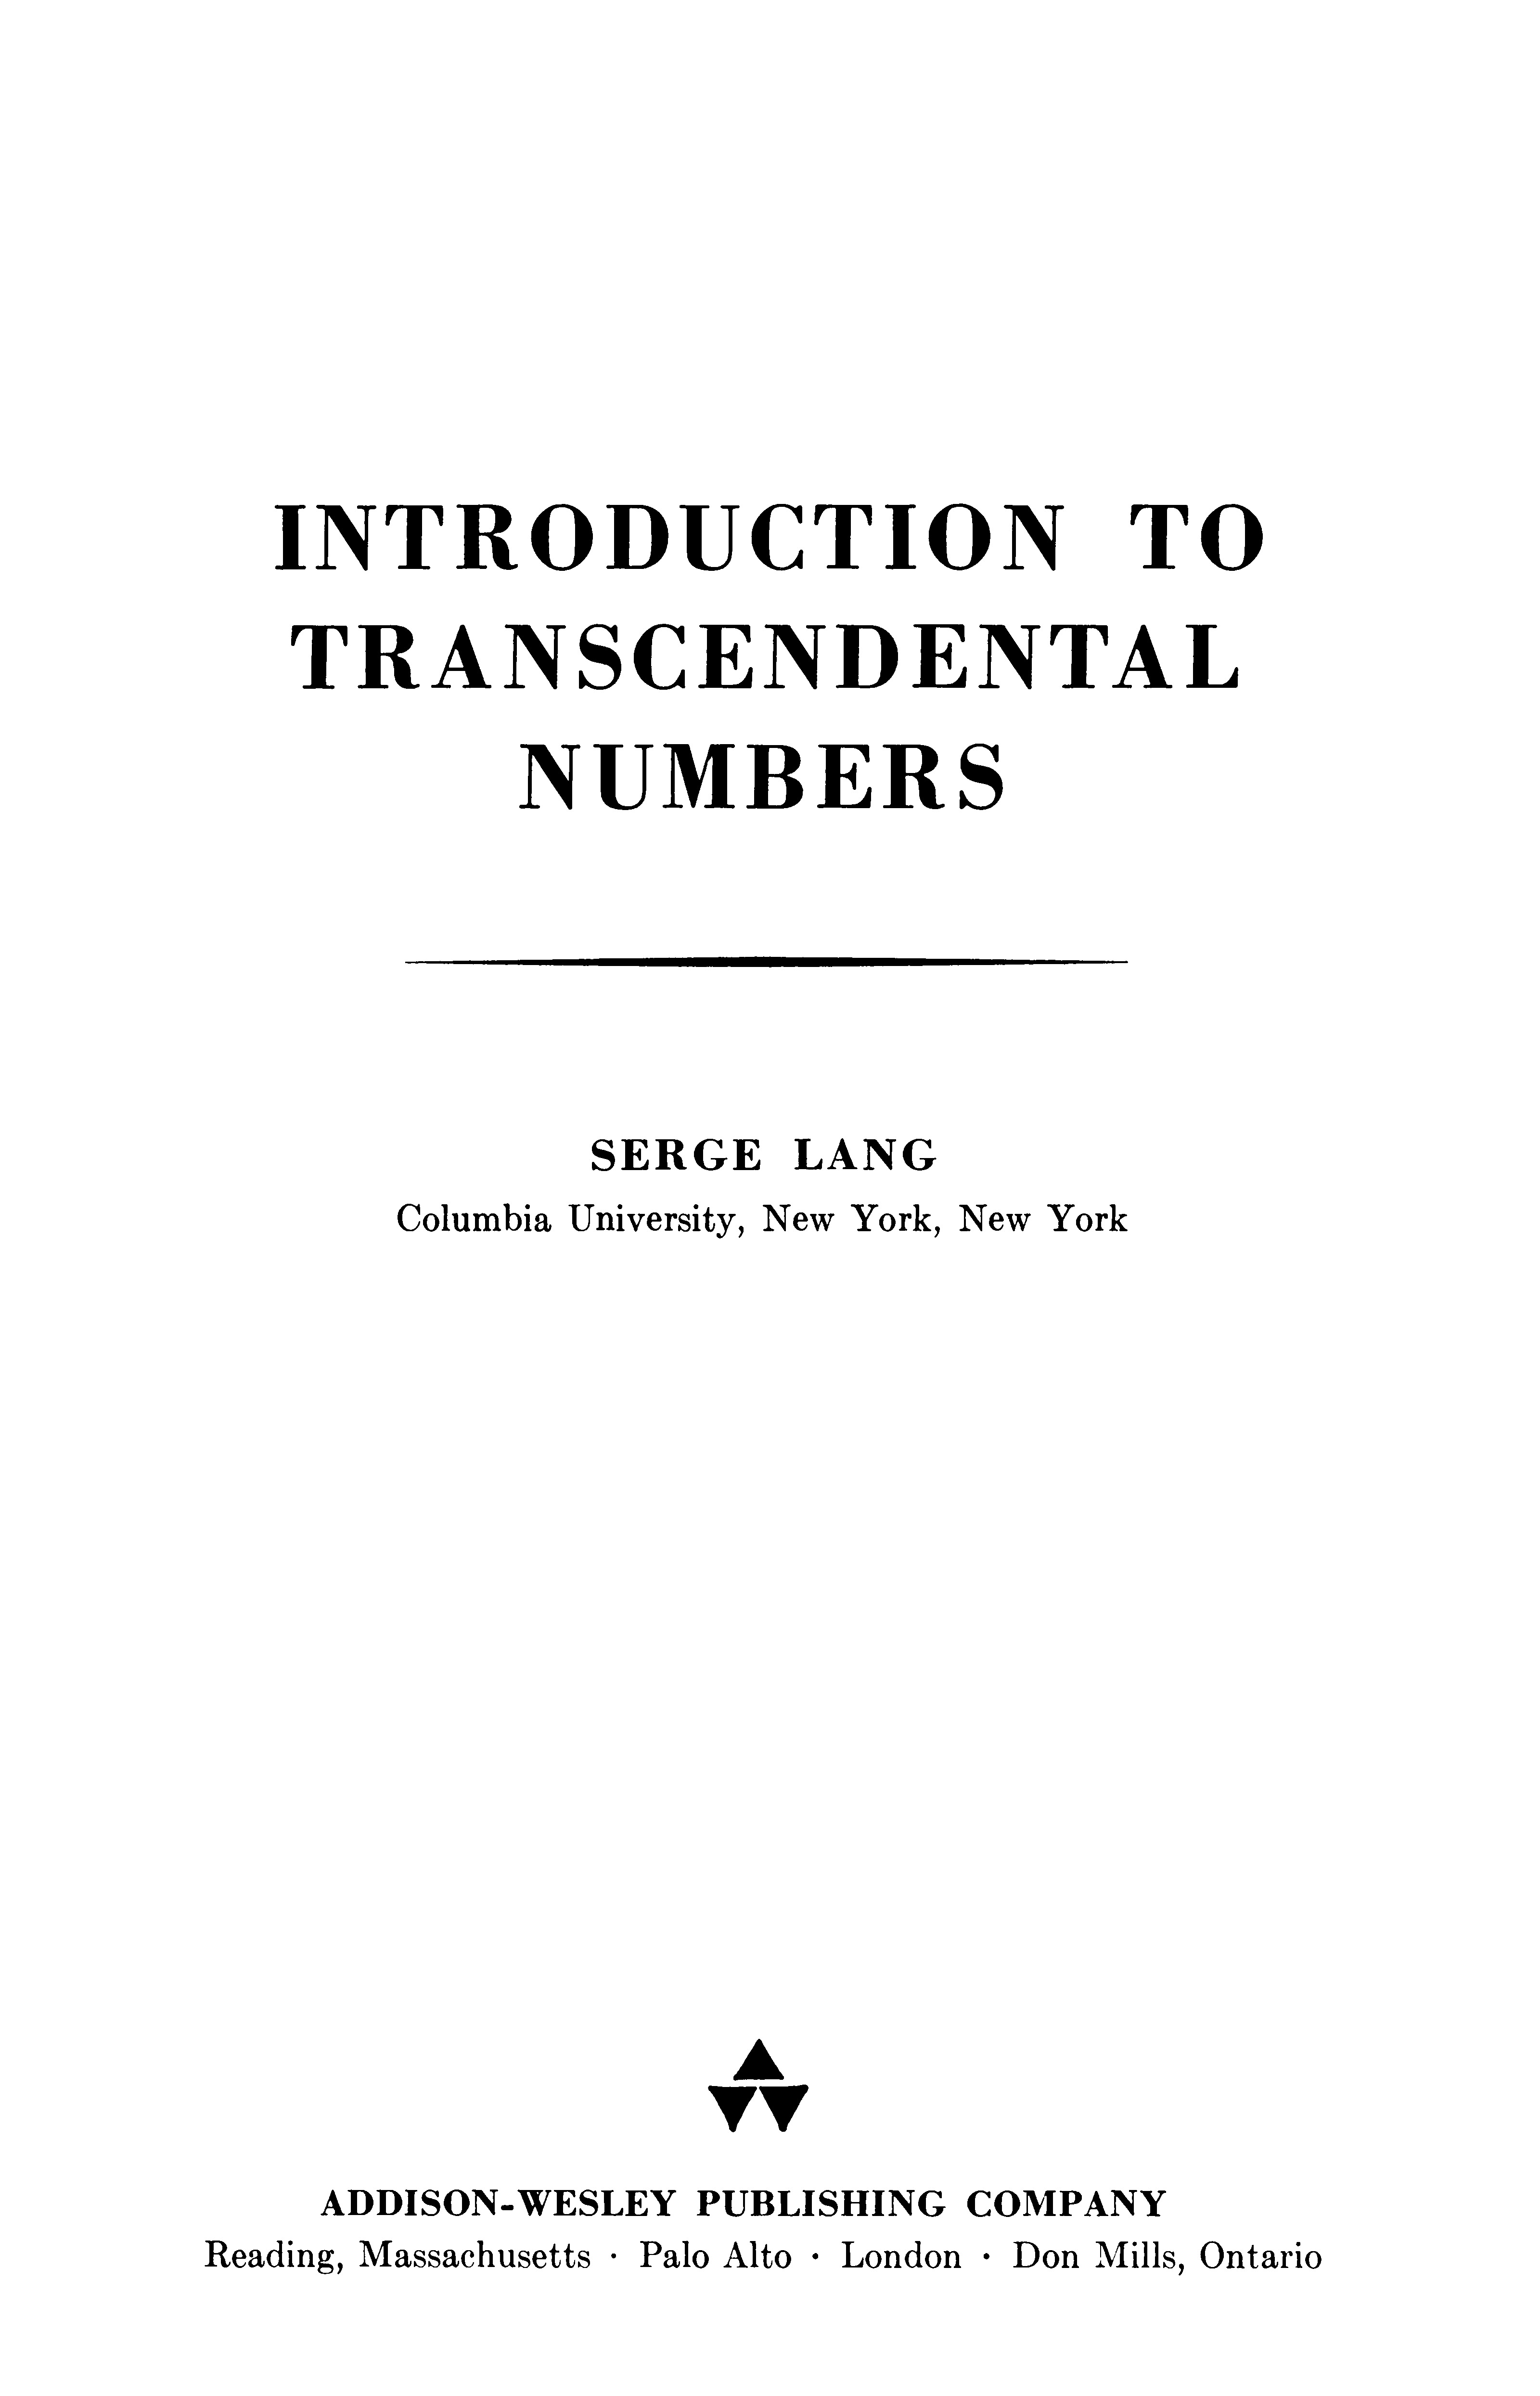 INTRODUCTION TO
TRANSCENDENTAL
NUMBERS
SERGE LANG
Columbia University, New York, New York
ADDISON-WESLEY PUBLISHING COMPANY
Reading, Massachusetts · Palo Alto · London · Don Mills, Ontario